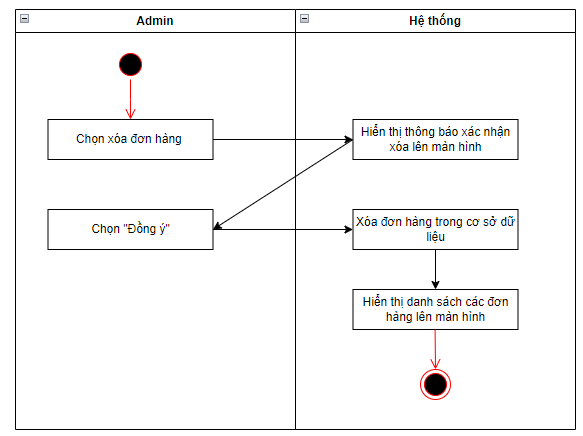 Admin
Hệ thống
Chọn xóa đơn hàng
Hiển thị thông báo xác nhận
xóa lên màn hình
Chọn "Đồng ý"
Xóa đơn hàng trong cơ sở dữ
liệu
Hiển thị danh sách các đơn
hàng lên màn hình